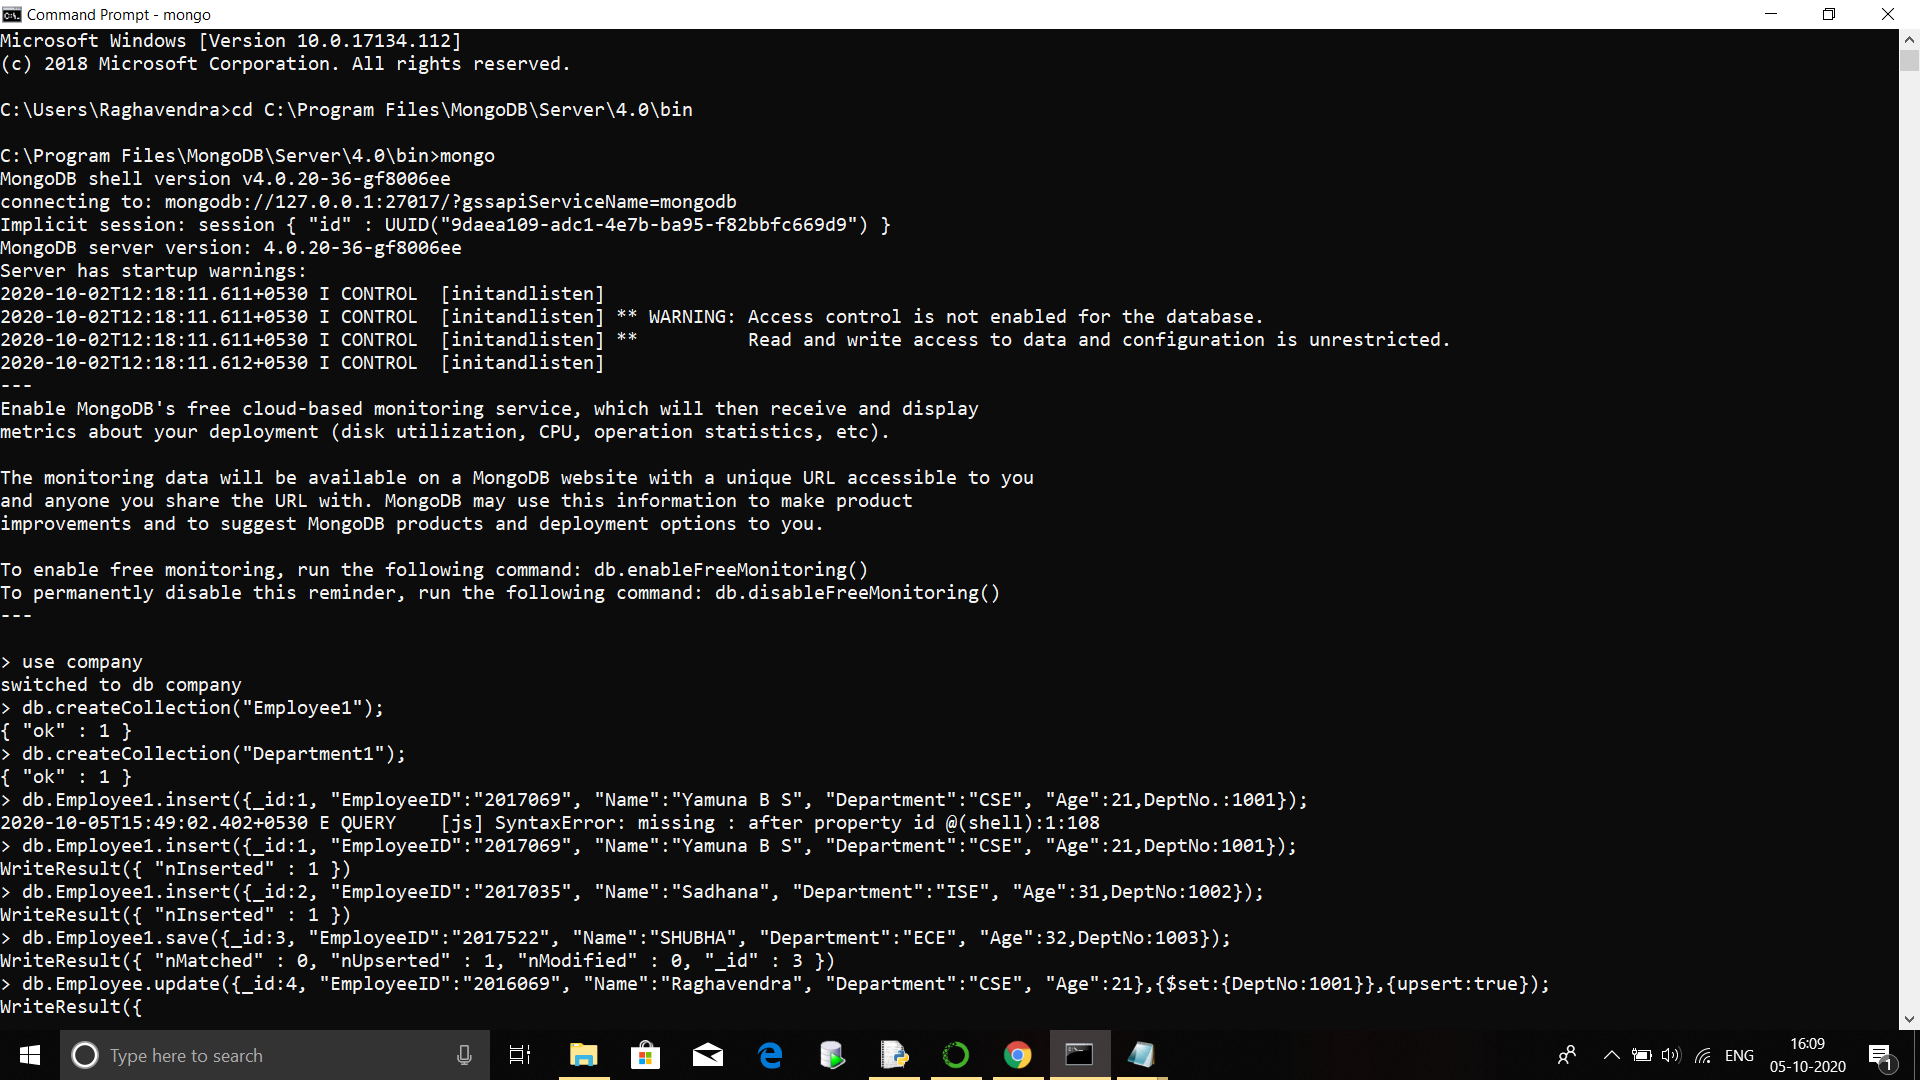 Command Prompt - mongo
Microsoft Windows [Version 10.0.17134.112]
(c) 2018 Microsoft Corporation. All rights reserved.
C:\Users\Raghavendra>cd C:\Program Files\MongoDB\Server\4.0\bin
C:\Program Files\MongoDB\Server\4.0\bin>mongo
MongoDB shell version v4.0.20-36-gf8006ee
connecting to: mongodb://127.0.0.1:27017/?gssapiServiceName=mongodb
Implicit session: session { "id" : UUID("9daea109-adc1-4e7b-ba95-f82bbfc669d9") }
MongoDB server version: 4.0.20-36-gf8006ee
Server has startup warnings:
2020-10-02T12:18:11.611+0530 I CONTROL  [initandlisten]
2020-10-02T12:18:11.611+0530 I CONTROL  [initandlisten] ** WARNING: Access control is not enabled for the database.
2020-10-02T12:18:11.611+0530 I CONTROL  [initandlisten] **          Read and write access to data and configuration is unrestricted.
2020-10-02T12:18:11.612+0530 I CONTROL  [initandlisten]
---
Enable MongoDB's free cloud-based monitoring service, which will then receive and display
metrics about your deployment (disk utilization, CPU, operation statistics, etc).
The monitoring data will be available on a MongoDB website with a unique URL accessible to you
and anyone you share the URL with. MongoDB may use this information to make product
improvements and to suggest MongoDB products and deployment options to you.
To enable free monitoring, run the following command: db.enableFreeMonitoring()
To permanently disable this reminder, run the following command: db.disableFreeMonitoring()
---
> use company
switched to db company
> db.createCollection("Employee1");
{ "ok" : 1 }
> db.createCollection("Department1");
{ "ok" : 1 }
> db.Employee1.insert({_id:1, "EmployeeID":"2017069", "Name":"Yamuna B S", "Department":"CSE", "Age":21,DeptNo.:1001});
2020-10-05T15:49:02.402+0530 E QUERY    [js] SyntaxError: missing : after property id @(shell):1:108
> db.Employee1.insert({_id:1, "EmployeeID":"2017069", "Name":"Yamuna B S", "Department":"CSE", "Age":21,DeptNo:1001});
WriteResult({ "nInserted" : 1 })
> db.Employee1.insert({_id:2, "EmployeeID":"2017035", "Name":"Sadhana", "Department":"ISE", "Age":31,DeptNo:1002});
WriteResult({ "nInserted" : 1 })
> db.Employee1.save({_id:3, "EmployeeID":"2017522", "Name":"SHUBHA", "Department":"ECE", "Age":32,DeptNo:1003});
WriteResult({ "nMatched" : 0, "nUpserted" : 1, "nModified" : 0, "_id" : 3 })
> db.Employee.update({_id:4, "EmployeeID":"2016069", "Name":"Raghavendra", "Department":"CSE", "Age":21},{$set:{DeptNo:1001}},{upsert:true});
WriteResult({
Type here to search
ENG
16:09
05-10-2020
1